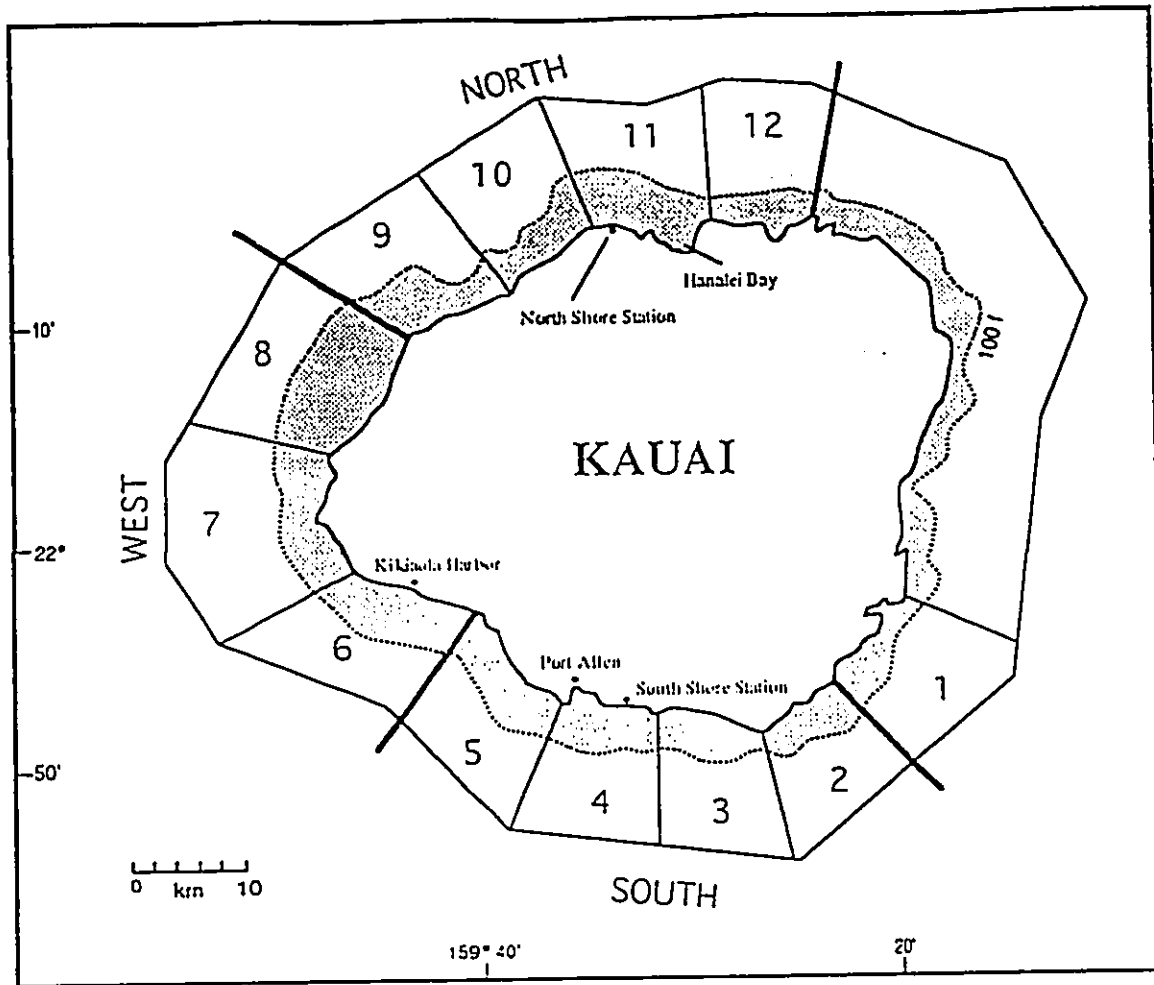 NORTH
11
12
10
9
Hanalei Bay
North Shore Station
10'
100 f
8
KAUAI
WEST
7
22°
Kikiaola Harbor
6
Port Allen
South Shore Station
1
5
50'
2
4
3
0 km 10
SOUTH
159° 40'
20'